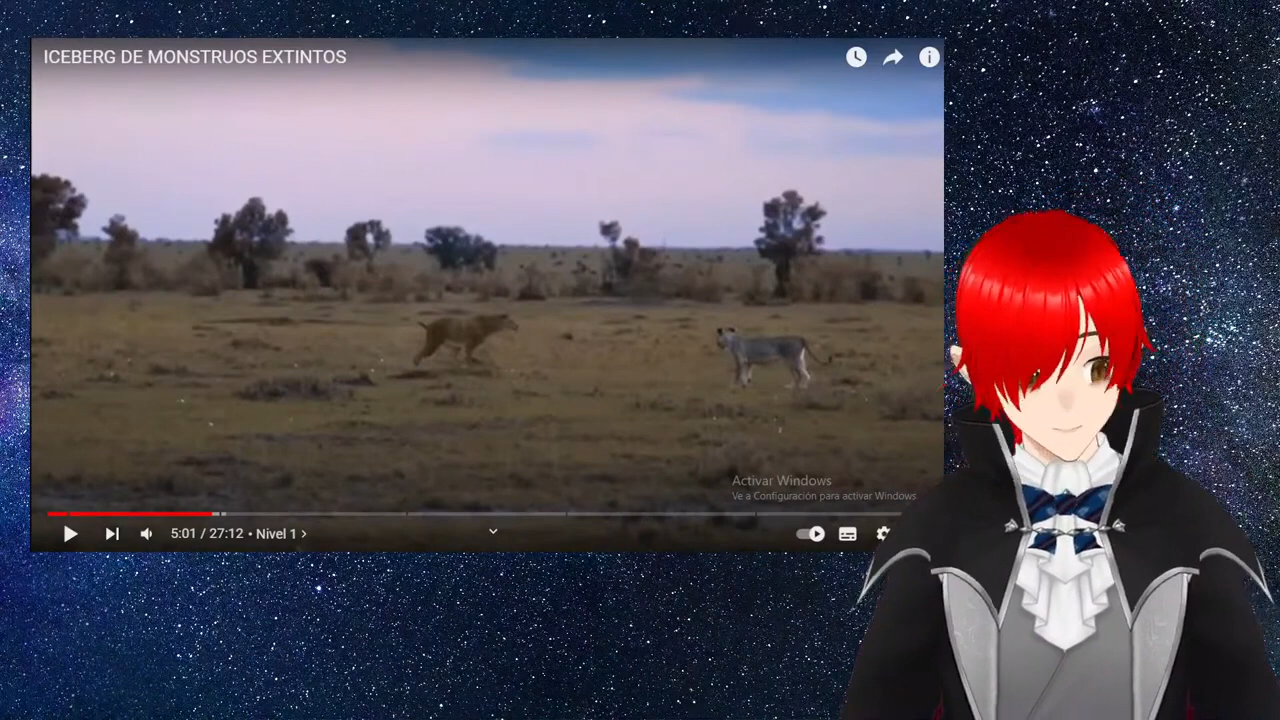 ICEBERG DE MONSTRUOS EXTINTOS
Activar Windows
Ve a Configuración para activar Windows
5:01 / 27:12 • Nivel 1 >